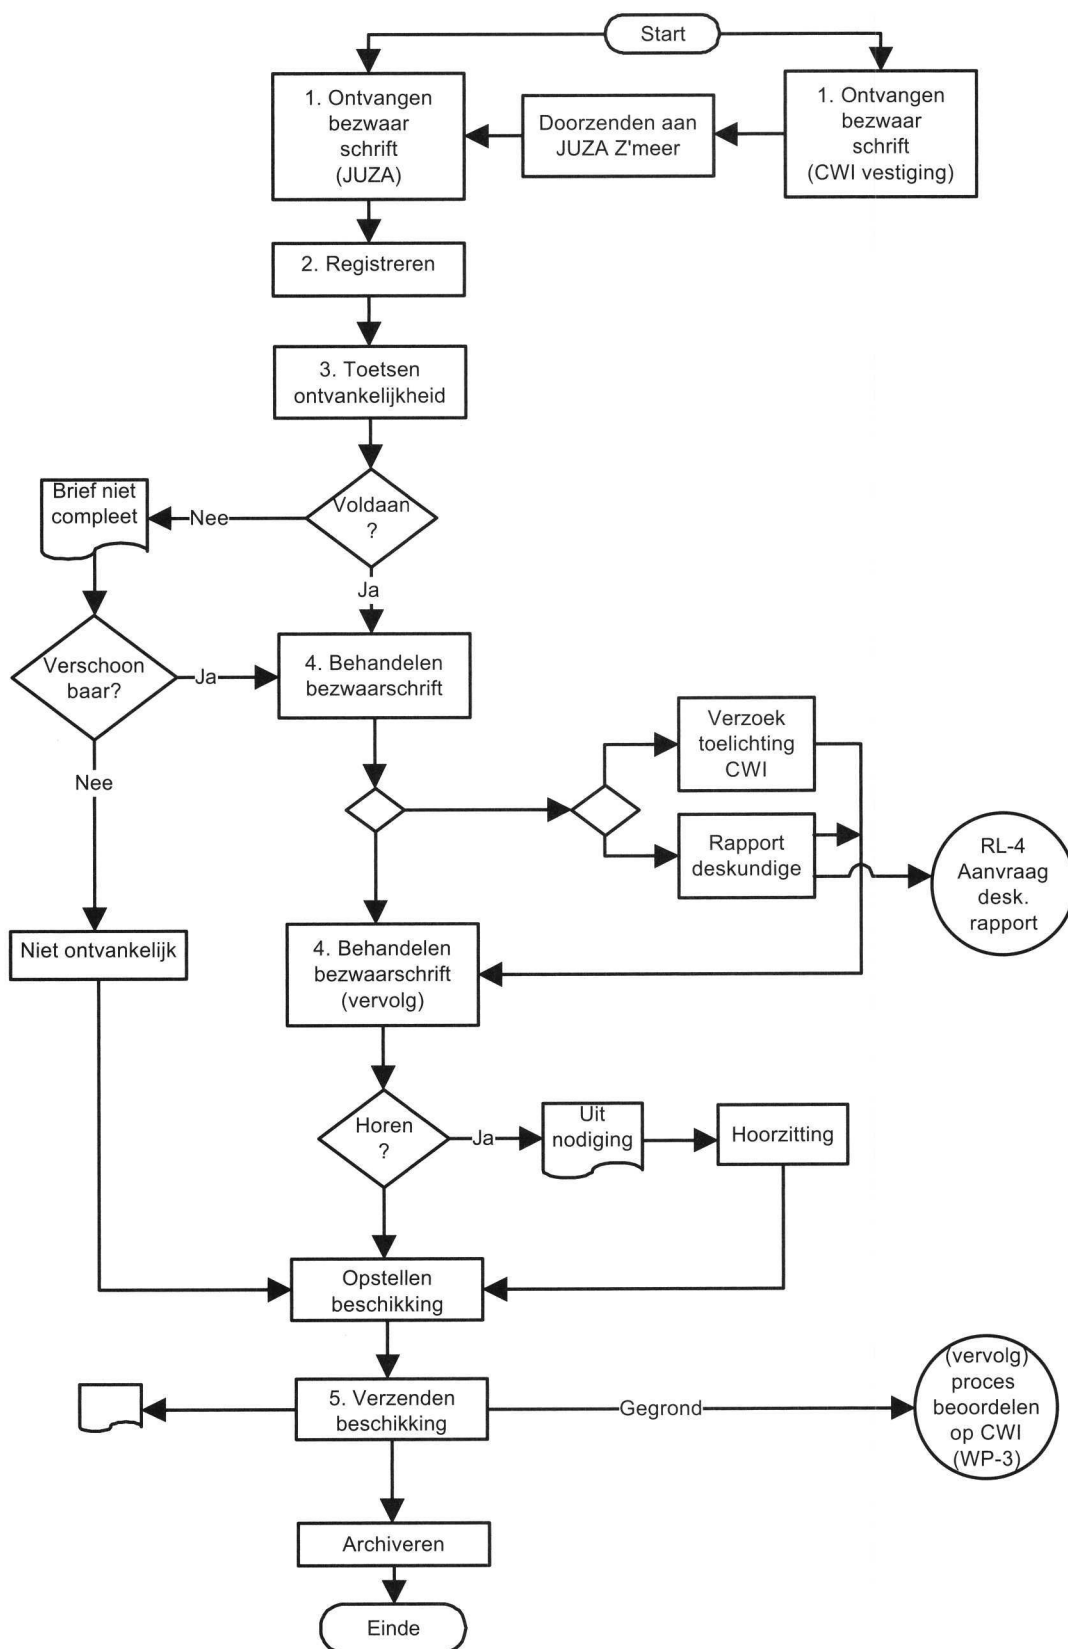 Start
1. Ontvangen
bezwaar
schrift
(JUZA)
Doorzenden aan
JUZA Z'meer
1. Ontvangen
bezwaar
schrift
(CWI vestiging)
2. Registreren
3. Toetsen
ontvankelijkheid
Voldaan
?
Nee
Brief niet
compleet
Ja
Verschoon
baar?
Ja
4. Behandelen
bezwaarschrift
Nee
Verzoek
toelichting
CWI
Rapport
deskundige
RL-4
Aanvraag
desk.
rapport
Niet ontvankelijk
4. Behandelen
bezwaarschrift
(vervolg)
Horen
?
Ja
Uit
nodiging
Hoorzitting
Opstellen
beschikking
5. Verzenden
beschikking
Gegrond
(vervolg)
proces
beoordelen
op CWI
(WP-3)
Archiveren
Einde